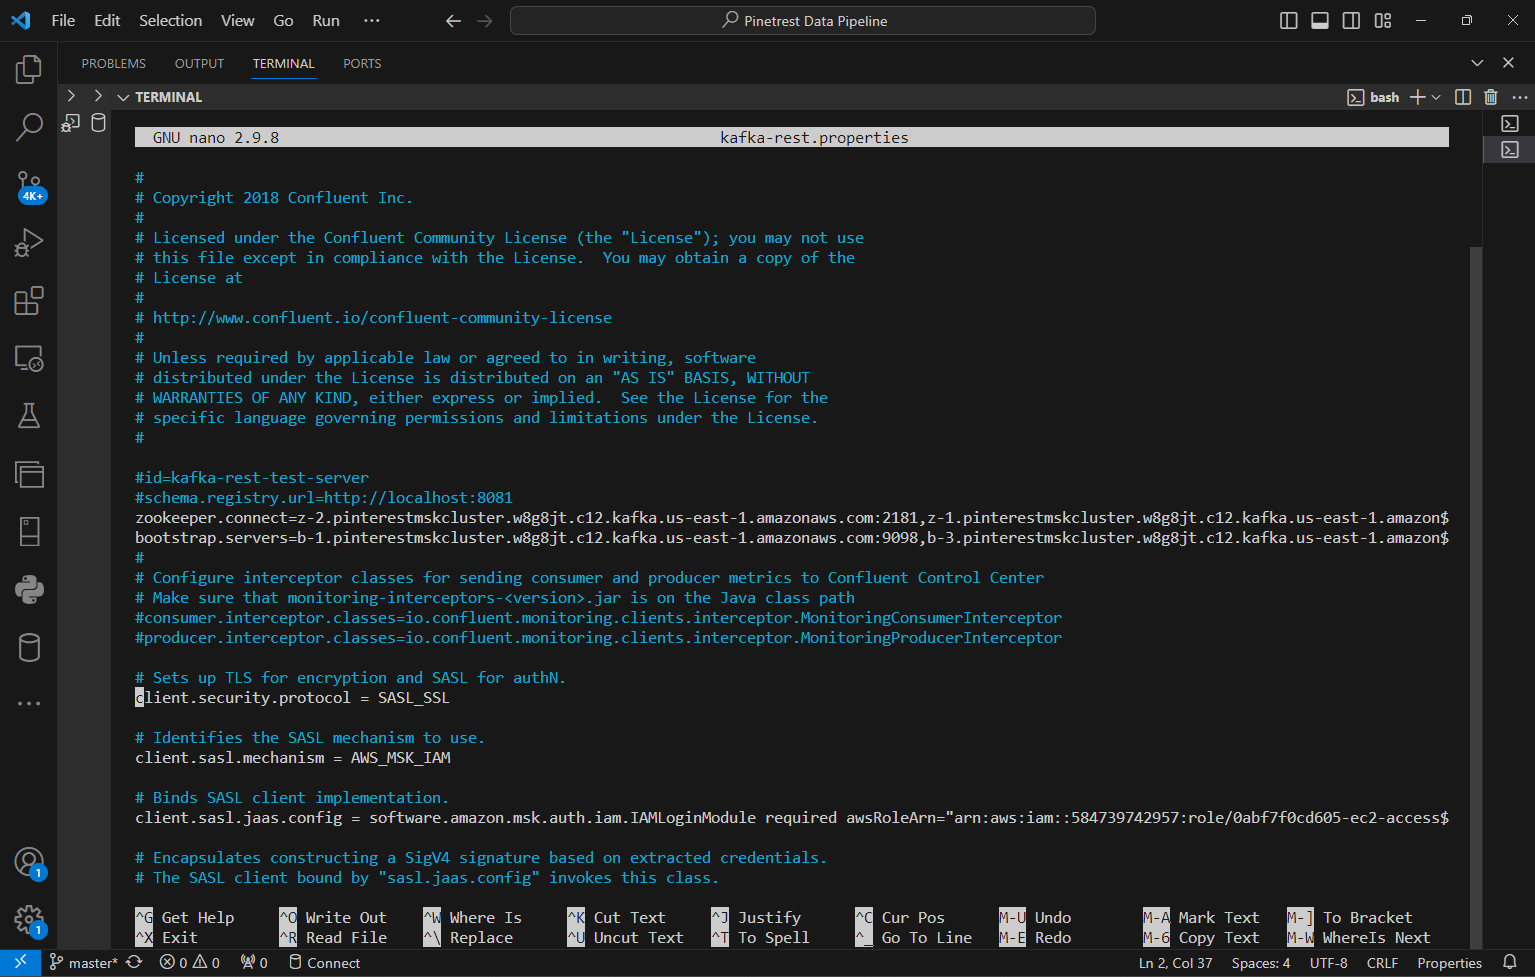 File Edit Selection View Go Run ··· Pinetrest Data Pipeline
PROBLEMS OUTPUT TERMINAL PORTS
TERMINAL bash
GNU nano 2.9.8 kafka-rest.properties
#
# Copyright 2018 Confluent Inc.
#
# Licensed under the Confluent Community License (the "License"); you may not use
# this file except in compliance with the License.  You may obtain a copy of the
# License at
#
# http://www.confluent.io/confluent-community-license
#
# Unless required by applicable law or agreed to in writing, software
# distributed under the License is distributed on an "AS IS" BASIS, WITHOUT
# WARRANTIES OF ANY KIND, either express or implied.  See the License for the
# specific language governing permissions and limitations under the License.
#
#id=kafka-rest-test-server
#schema.registry.url=http://localhost:8081
zookeeper.connect=z-2.pinterestmskcluster.w8g8jt.c12.kafka.us-east-1.amazonaws.com:2181,z-1.pinterestmskcluster.w8g8jt.c12.kafka.us-east-1.amazon$
bootstrap.servers=b-1.pinterestmskcluster.w8g8jt.c12.kafka.us-east-1.amazonaws.com:9098,b-3.pinterestmskcluster.w8g8jt.c12.kafka.us-east-1.amazon$
#
# Configure interceptor classes for sending consumer and producer metrics to Confluent Control Center
# Make sure that monitoring-interceptors-<version>.jar is on the Java class path
#consumer.interceptor.classes=io.confluent.monitoring.clients.interceptor.MonitoringConsumerInterceptor
#producer.interceptor.classes=io.confluent.monitoring.clients.interceptor.MonitoringProducerInterceptor
# Sets up TLS for encryption and SASL for authN.
client.security.protocol = SASL_SSL
# Identifies the SASL mechanism to use.
client.sasl.mechanism = AWS_MSK_IAM
# Binds SASL client implementation.
client.sasl.jaas.config = software.amazon.msk.auth.iam.IAMLoginModule required awsRoleArn="arn:aws:iam::584739742957:role/0abf7f0cd605-ec2-access$
# Encapsulates constructing a SigV4 signature based on extracted credentials.
# The SASL client bound by "sasl.jaas.config" invokes this class.
^G Get Help ^O Write Out ^W Where Is ^K Cut Text ^J Justify ^C Cur Pos M-U Undo M-A Mark Text M-] To Bracket
^X Exit ^R Read File ^\ Replace ^U Uncut Text ^T To Spell ^_ Go To Line M-E Redo M-6 Copy Text M-W WhereIs Next
4K+
1
1
master* 0 0 0 Connect Ln 2, Col 37 Spaces: 4 UTF-8 CRLF Properties